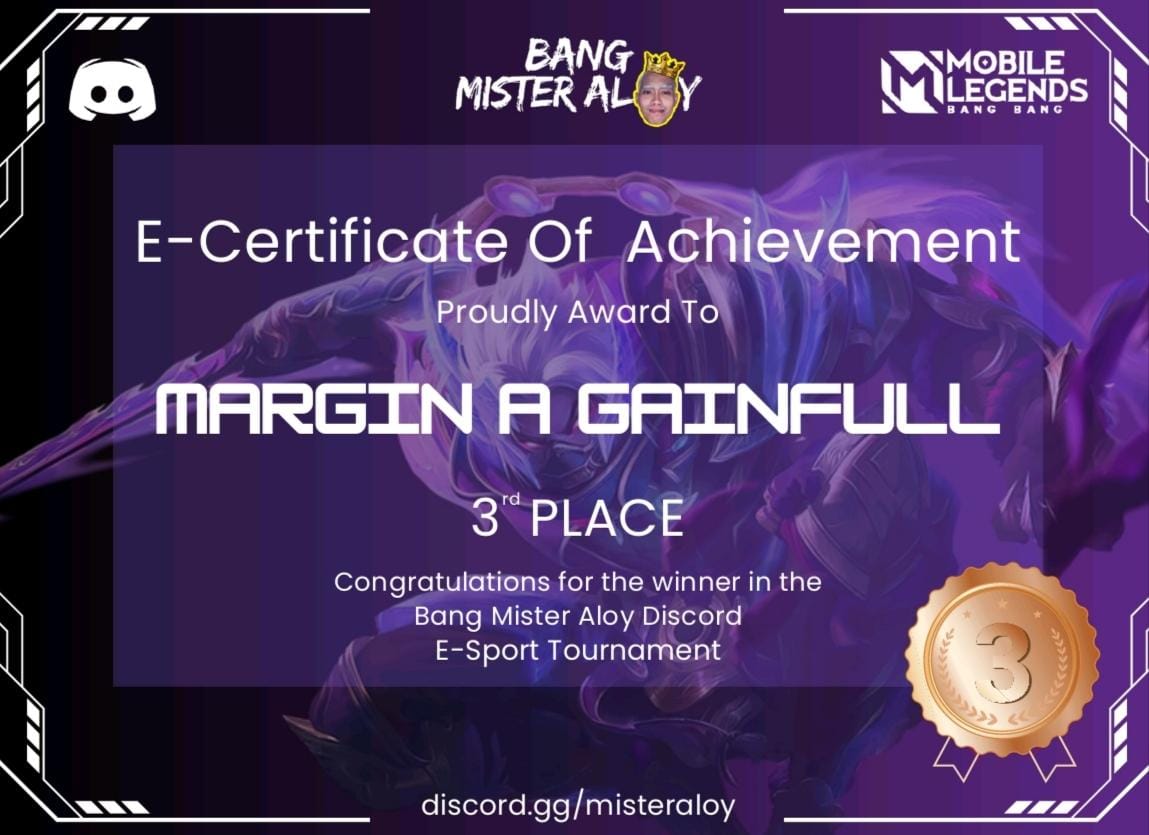 BANG
MISTER ALOY
MOBILE
LEGENDS
BANG BANG
E-Certificate Of Achievement
Proudly Award To
MARGIN A GAINFULL
3rd PLACE
Congratulations for the winner in the
Bang Mister Aloy Discord
E-Sport Tournament
3
discord.gg/misteraloy